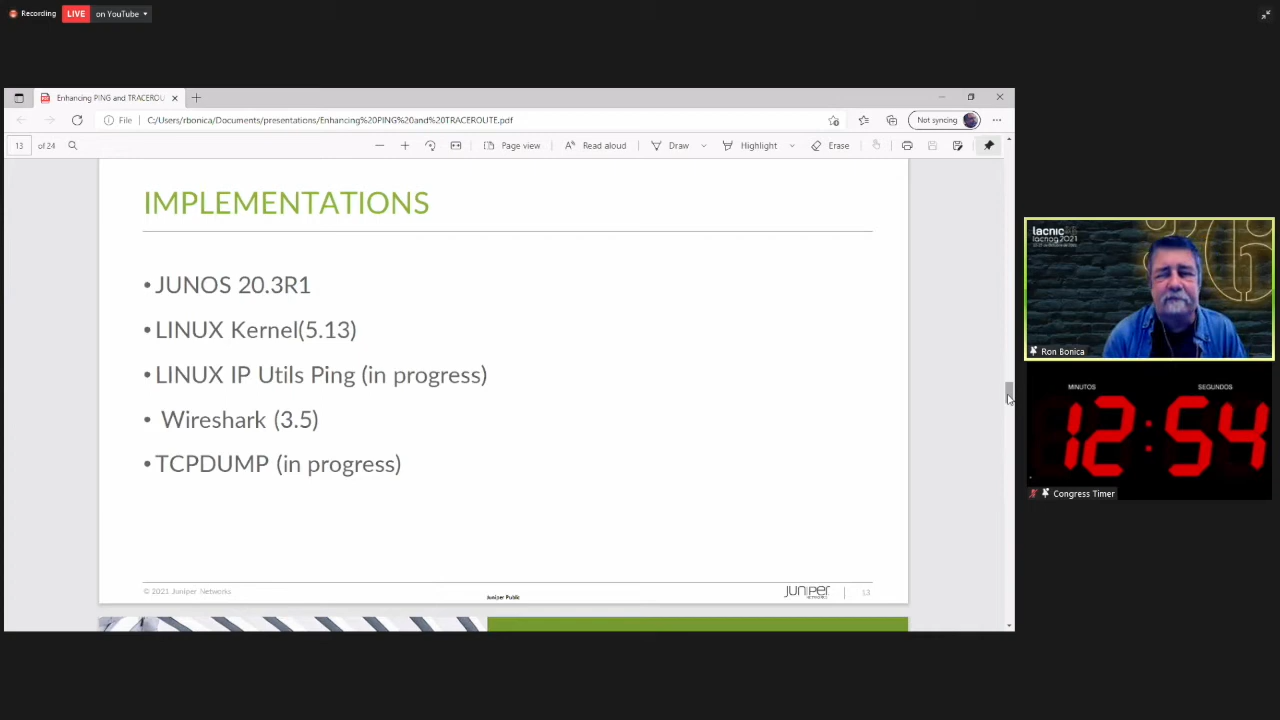 Recording
LIVE on YouTube
Enhancing PING and TRACEROU
File C:/Users/rbonica/Documents/presentations/Enhancing%20PING%20and%20TRACEROUTE.pdf Not syncing
13 of 24 Page view Read aloud Draw Highlight Erase
IMPLEMENTATIONS
•JUNOS 20.3R1
•LINUX Kernel(5.13)
•LINUX IP Utils Ping (in progress)
• Wireshark (3.5)
•TCPDUMP (in progress)
© 2021 Juniper Networks
Juniper Public
JUNIPEr
NETWORKS
13
lacnic36
lacnog2021
Ron Bonica
MINUTOS SEGUNDOS
12:54
Congress Timer